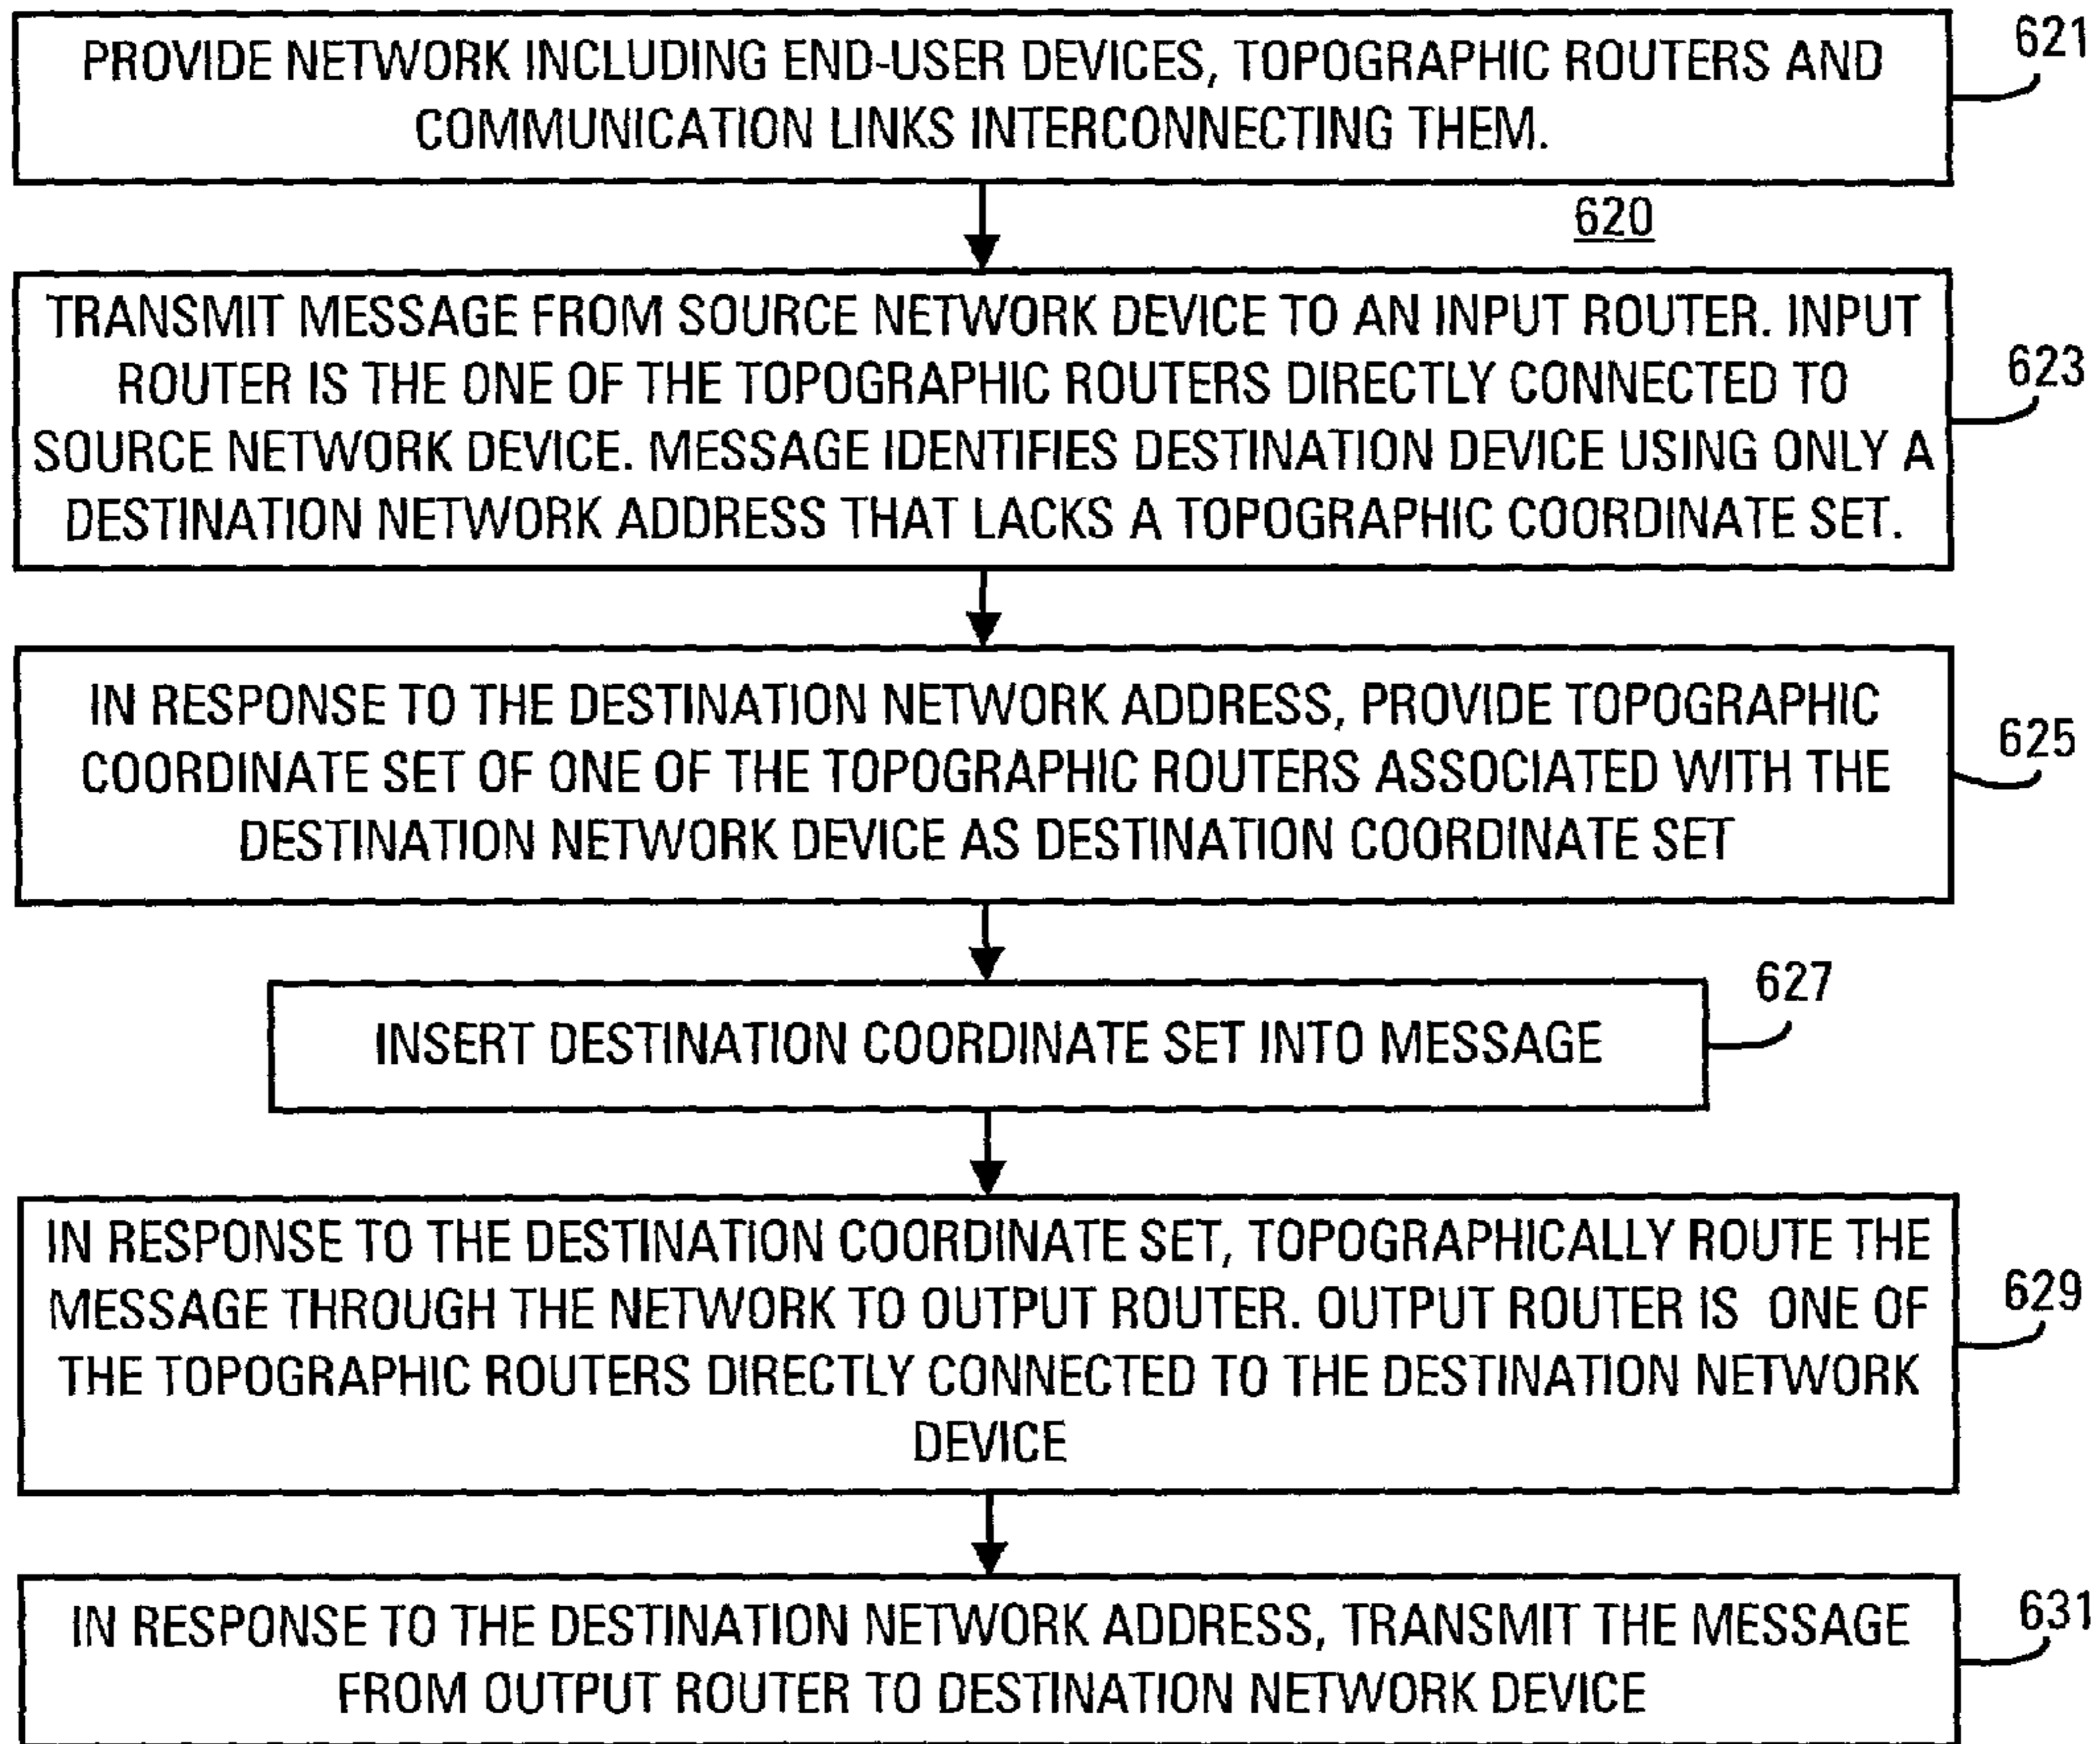 PROVIDE NETWORK INCLUDING END-USER DEVICES, TOPOGRAPHIC ROUTERS AND
COMMUNICATION LINKS INTERCONNECTING THEM.
621
620
TRANSMIT MESSAGE FROM SOURCE NETWORK DEVICE TO AN INPUT ROUTER. INPUT
ROUTER IS THE ONE OF THE TOPOGRAPHIC ROUTERS DIRECTLY CONNECTED TO
SOURCE NETWORK DEVICE. MESSAGE IDENTIFIES DESTINATION DEVICE USING ONLY A
DESTINATION NETWORK ADDRESS THAT LACKS A TOPOGRAPHIC COORDINATE SET.
623
IN RESPONSE TO THE DESTINATION NETWORK ADDRESS, PROVIDE TOPOGRAPHIC
COORDINATE SET OF ONE OF THE TOPOGRAPHIC ROUTERS ASSOCIATED WITH THE
DESTINATION NETWORK DEVICE AS DESTINATION COORDINATE SET
625
INSERT DESTINATION COORDINATE SET INTO MESSAGE
627
IN RESPONSE TO THE DESTINATION COORDINATE SET, TOPOGRAPHICALLY ROUTE THE
MESSAGE THROUGH THE NETWORK TO OUTPUT ROUTER. OUTPUT ROUTER IS ONE OF
THE TOPOGRAPHIC ROUTERS DIRECTLY CONNECTED TO THE DESTINATION NETWORK
DEVICE
629
IN RESPONSE TO THE DESTINATION NETWORK ADDRESS, TRANSMIT THE MESSAGE
FROM OUTPUT ROUTER TO DESTINATION NETWORK DEVICE
631